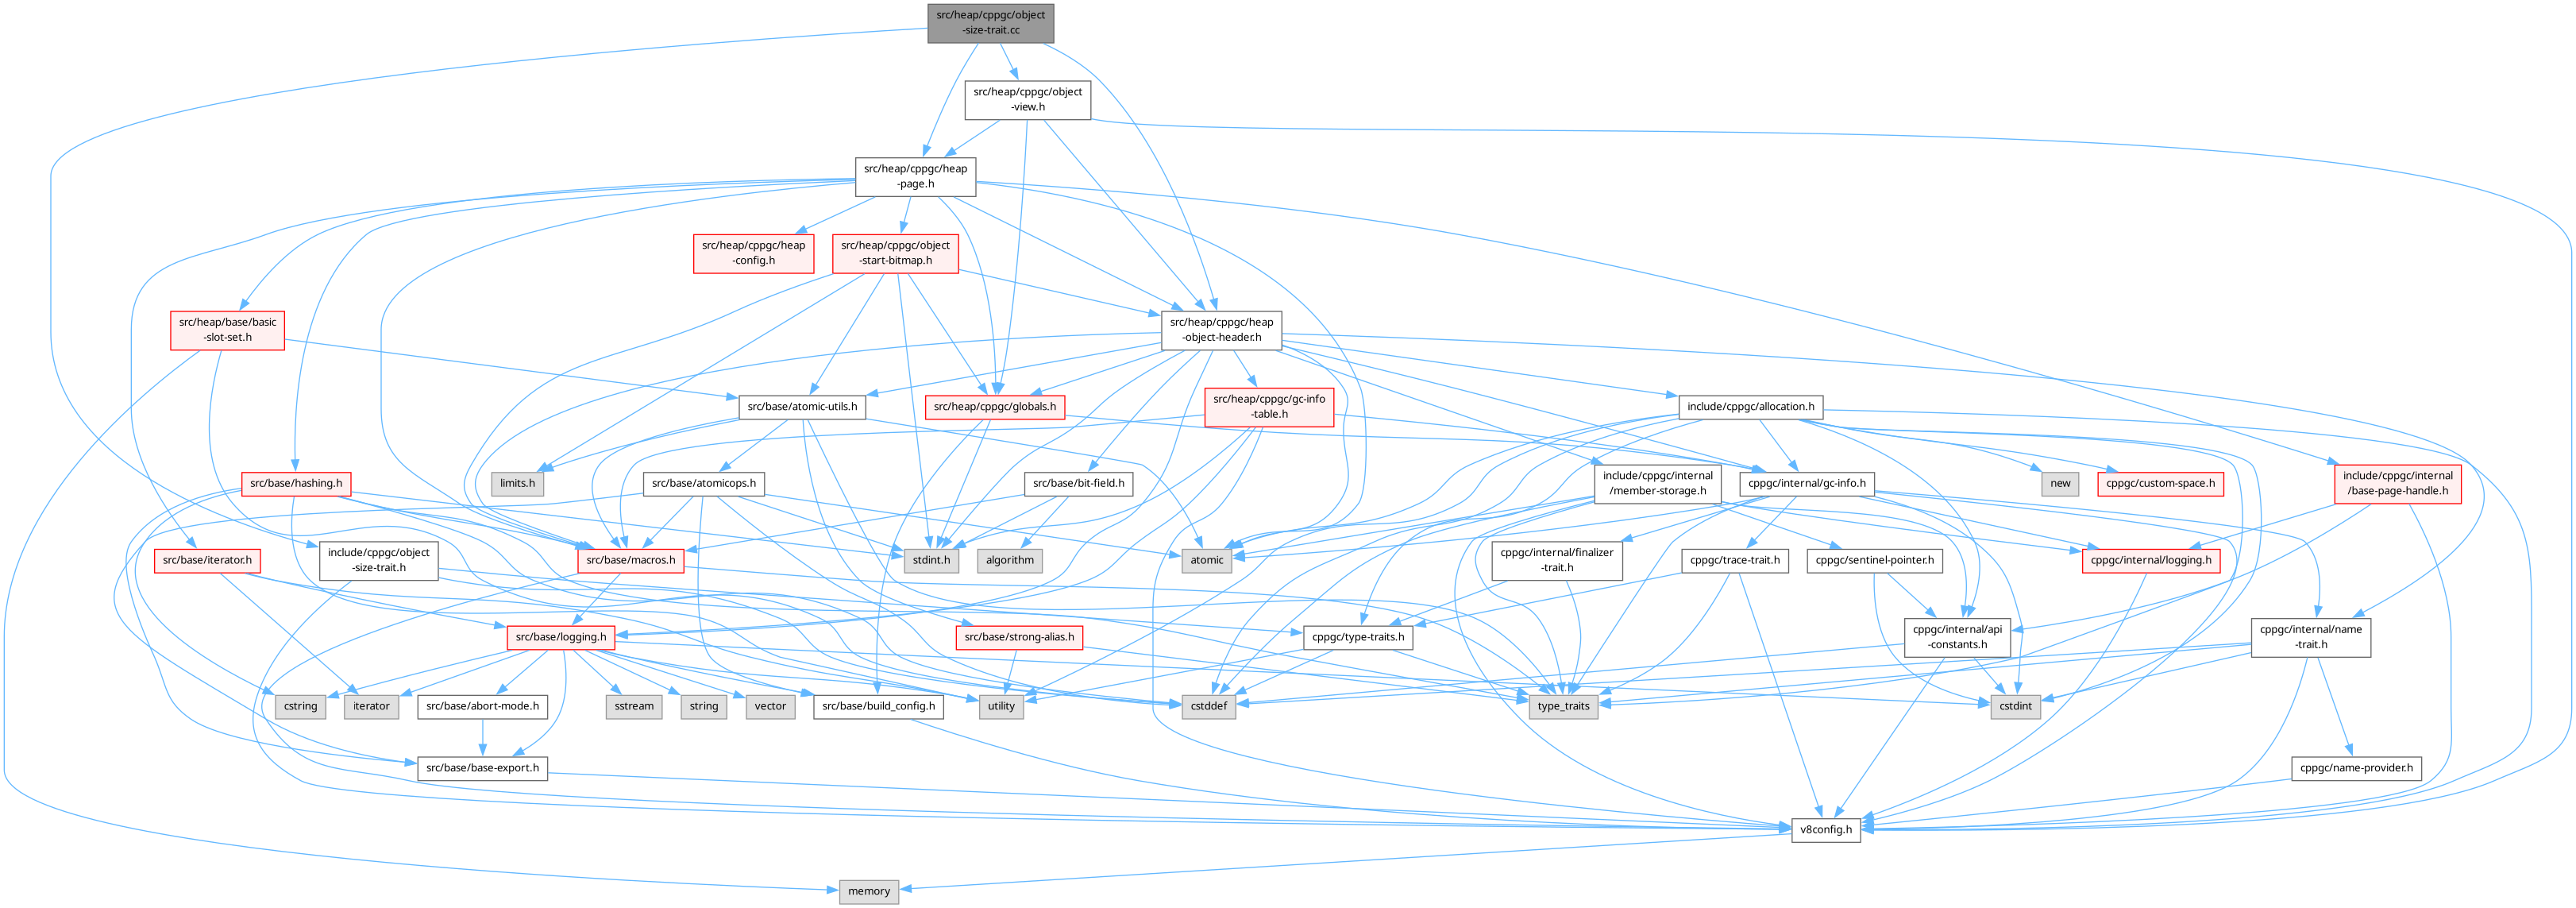 src/heap/cppgc/object
-size-trait.cc
src/heap/cppgc/object
-view.h
src/heap/cppgc/heap
-page.h
src/heap/cppgc/heap
-config.h
src/heap/cppgc/object
-start-bitmap.h
src/heap/base/basic
-slot-set.h
src/heap/cppgc/heap
-object-header.h
src/base/atomic-utils.h
src/heap/cppgc/globals.h
src/heap/cppgc/gc-info
-table.h
include/cppgc/allocation.h
src/base/hashing.h
limits.h
src/base/atomicops.h
src/base/bit-field.h
include/cppgc/internal
/member-storage.h
cppgc/internal/gc-info.h
new
cppgc/custom-space.h
include/cppgc/internal
/base-page-handle.h
src/base/iterator.h
include/cppgc/object
-size-trait.h
src/base/macros.h
stdint.h
algorithm
atomic
cppgc/internal/finalizer
-trait.h
cppgc/trace-trait.h
cppgc/sentinel-pointer.h
cppgc/internal/logging.h
src/base/logging.h
src/base/strong-alias.h
cppgc/type-traits.h
cppgc/internal/api
-constants.h
cppgc/internal/name
-trait.h
cstring
iterator
src/base/abort-mode.h
sstream
string
vector
src/base/build_config.h
utility
cstddef
type_traits
cstdint
src/base/base-export.h
cppgc/name-provider.h
v8config.h
memory